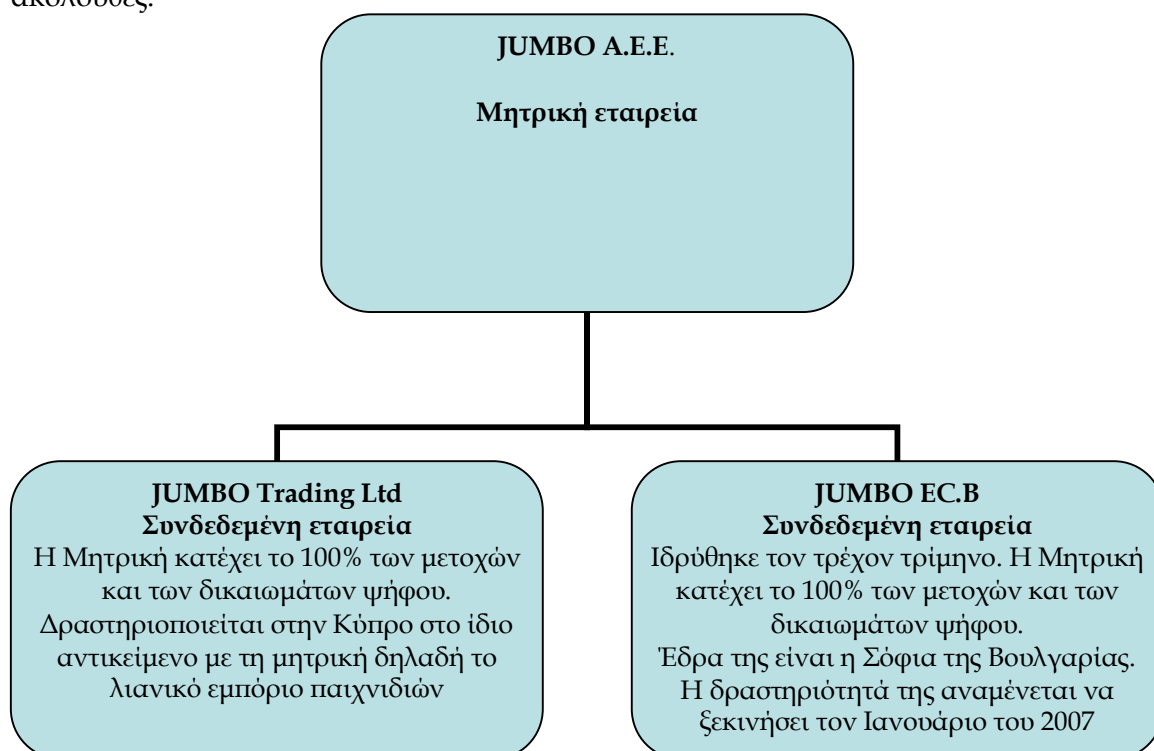 ακόλουθες:
JUMBO A.E.E.
Μητρική εταιρεία
JUMBO Trading Ltd
Συνδεδεμένη εταιρεία
Η Μητρική κατέχει το 100% των μετοχών
και των δικαιωμάτων ψήφου.
Δραστηριοποιείται στην Κύπρο στο ίδιο
αντικείμενο με τη μητρική δηλαδή το
λιανικό εμπόριο παιχνιδιών
JUMBO EC.B
Συνδεδεμένη εταιρεία
Ιδρύθηκε τον τρέχον τρίμηνο. Η Μητρική
κατέχει το 100% των μετοχών και των
δικαιωμάτων ψήφου.
Έδρα της είναι η Σόφια της Βουλγαρίας.
Η δραστηριότητά της αναμένεται να
ξεκινήσει τον Ιανουάριο του 2007